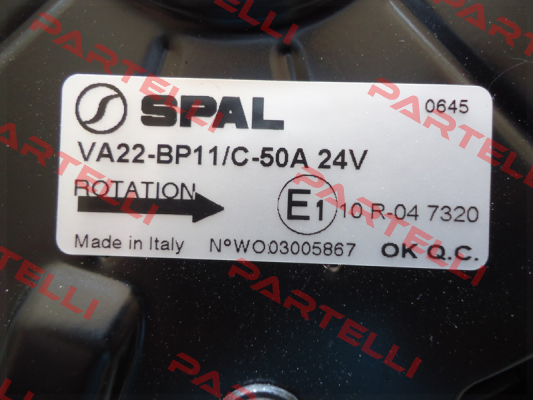 PARTELLI
SPAL
0645
VA22-BP11/C-50A 24V
ROTATION
E1 10 R-04 7320
Made in Italy N°WO.03005867 OK Q.C.
PARTELLI
PARTELLI
PARTELLI
PARTELLI